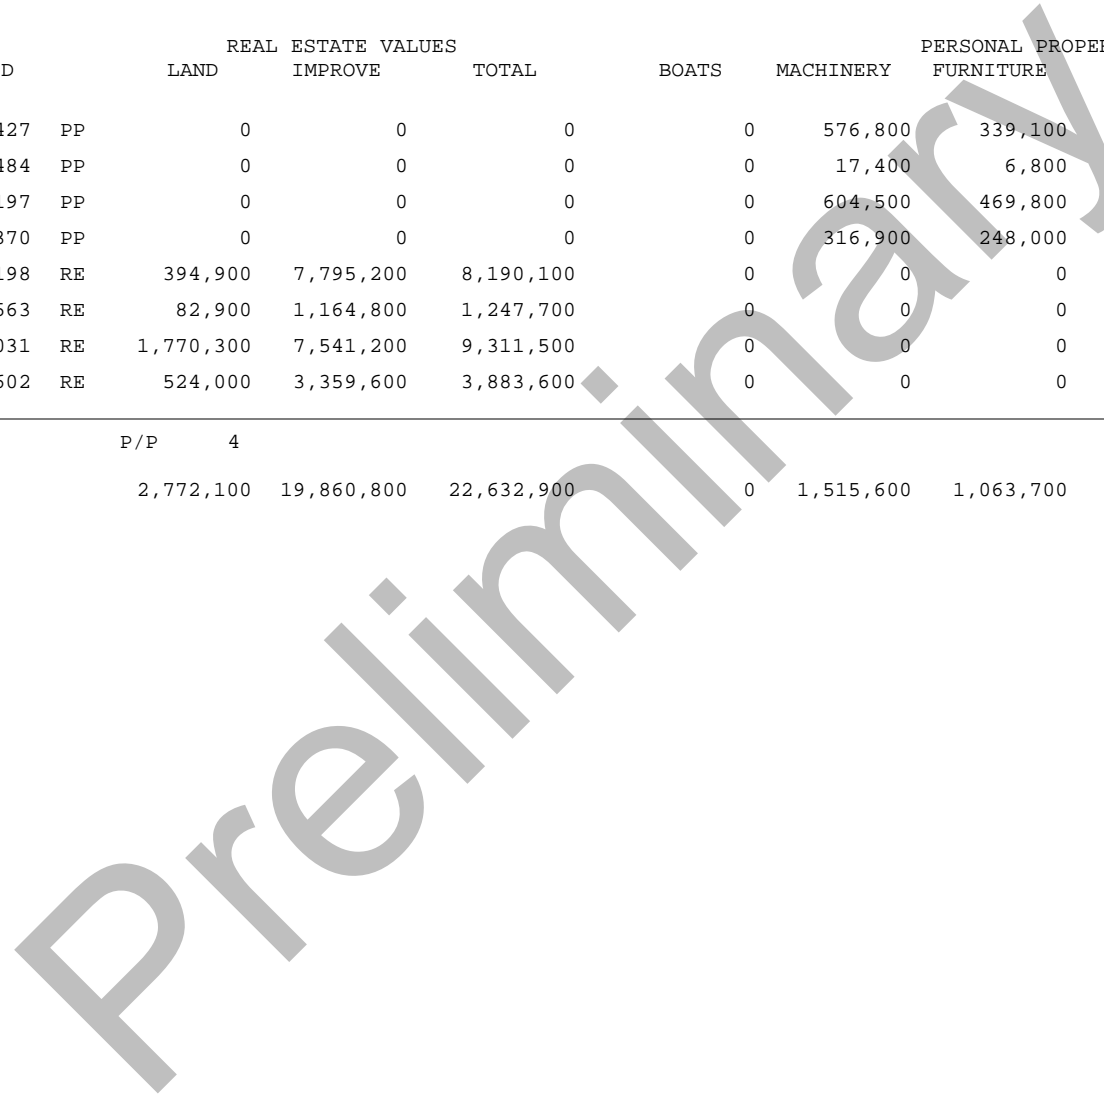 REAL ESTATE VALUES PERSONAL PROPE
D LAND IMPROVE TOTAL BOATS MACHINERY FURNITURE
427 PP 0 0 0 0 576,800 339,100
484 PP 0 0 0 0 17,400 6,800
197 PP 0 0 0 0 604,500 469,800
370 PP 0 0 0 0 316,900 248,000
198 RE 394,900 7,795,200 8,190,100 0 0 0
563 RE 82,900 1,164,800 1,247,700 0 0 0
031 RE 1,770,300 7,541,200 9,311,500 0 0 0
502 RE 524,000 3,359,600 3,883,600 0 0 0
P/P 4
2,772,100 19,860,800 22,632,900 0 1,515,600 1,063,700
Preliminary